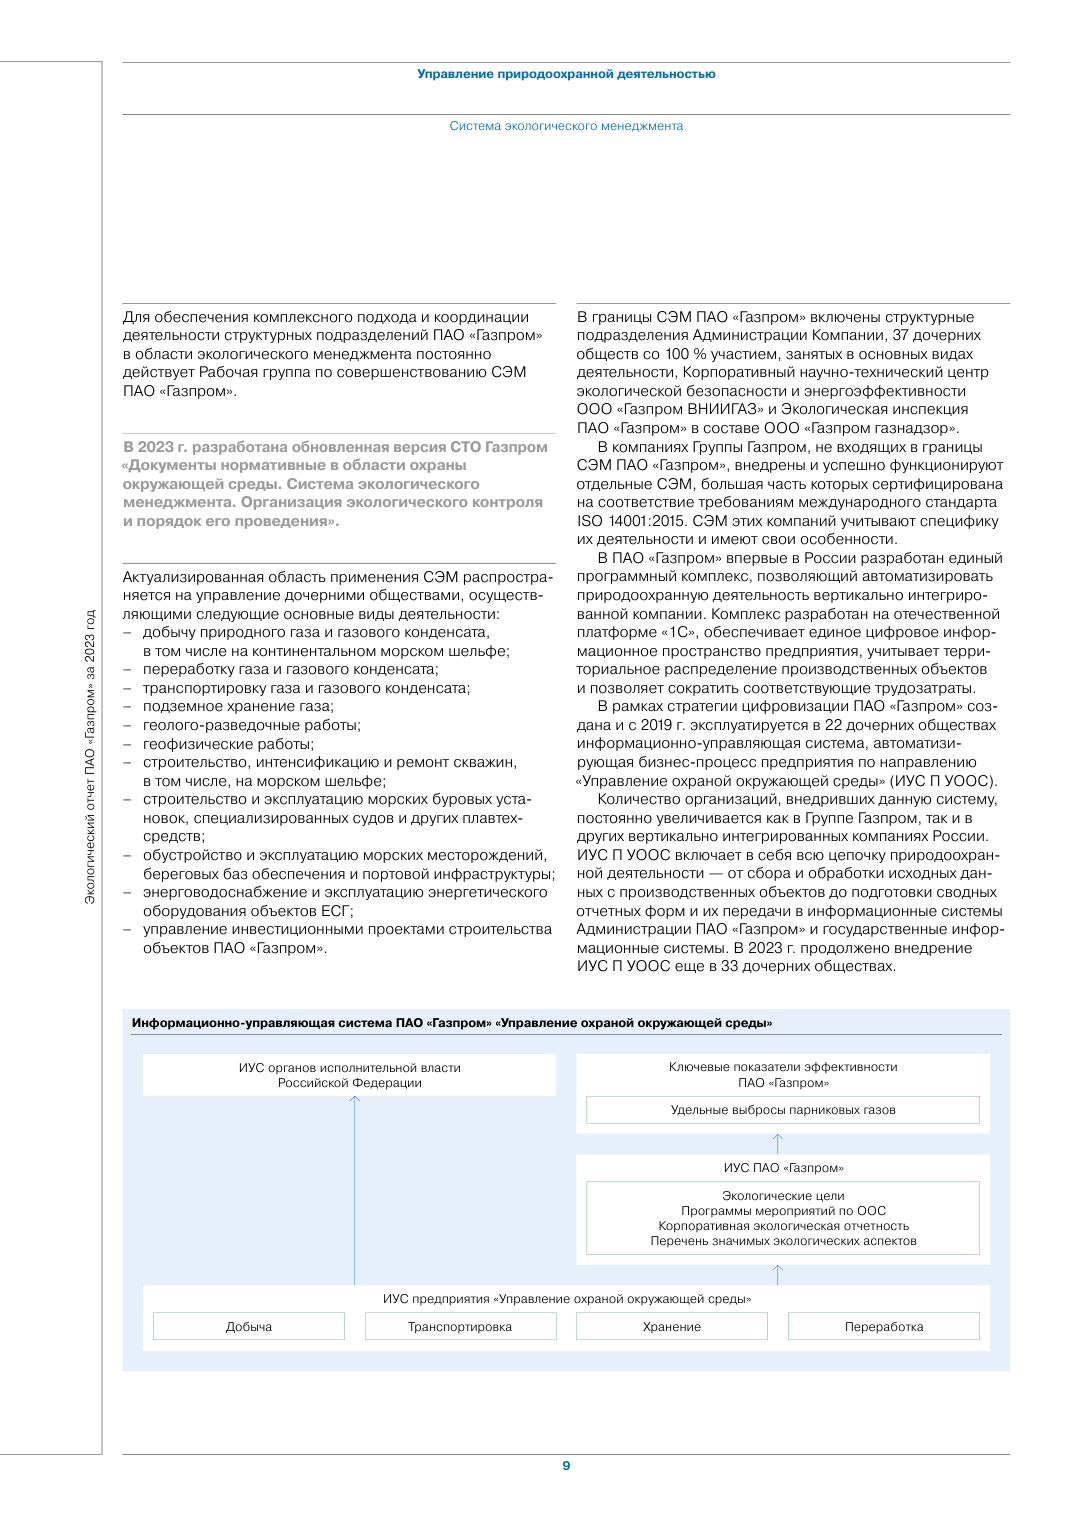 Управление природоохранной деятельностью
Система экологического менеджмента
Для обеспечения комплексного подхода и координации
деятельности структурных подразделений ПАО «Газпром»
в области экологического менеджмента постоянно
действует Рабочая группа по совершенствованию СЭМ
ПАО «Газпром».
В 2023 г. разработана обновленная версия СТО Газпром
«Документы нормативные в области охраны
окружающей среды. Система экологического
менеджмента. Организация экологического контроля
и порядок его проведения».
Актуализированная область применения СЭМ распростра-
няется на управление дочерними обществами, осуществ-
ляющими следующие основные виды деятельности:
– добычу природного газа и газового конденсата,
в том числе на континентальном морском шельфе;
– переработку газа и газового конденсата;
– транспортировку газа и газового конденсата;
– подземное хранение газа;
– геолого-разведочные работы;
– геофизические работы;
– строительство, интенсификацию и ремонт скважин,
в том числе, на морском шельфе;
– строительство и эксплуатацию морских буровых уста-
новок, специализированных судов и других плавтех-
средств;
– обустройство и эксплуатацию морских месторождений,
береговых баз обеспечения и портовой инфраструктуры;
– энерговодоснабжение и эксплуатацию энергетического
оборудования объектов ЕСГ;
– управление инвестиционными проектами строительства
объектов ПАО «Газпром».
В границы СЭМ ПАО «Газпром» включены структурные
подразделения Администрации Компании, 37 дочерних
обществ со 100 % участием, занятых в основных видах
деятельности, Корпоративный научно-технический центр
экологической безопасности и энергоэффективности
ООО «Газпром ВНИИГАЗ» и Экологическая инспекция
ПАО «Газпром» в составе ООО «Газпром газнадзор».
В компаниях Группы Газпром, не входящих в границы
СЭМ ПАО «Газпром», внедрены и успешно функционируют
отдельные СЭМ, большая часть которых сертифицирована
на соответствие требованиям международного стандарта
ISO 14001:2015. СЭМ этих компаний учитывают специфику
их деятельности и имеют свои особенности.
В ПАО «Газпром» впервые в России разработан единый
программный комплекс, позволяющий автоматизировать
природоохранную деятельность вертикально интегриро-
ванной компании. Комплекс разработан на отечественной
платформе «1С», обеспечивает единое цифровое инфор-
мационное пространство предприятия, учитывает терри-
ториальное распределение производственных объектов
и позволяет сократить соответствующие трудозатраты.
В рамках стратегии цифровизации ПАО «Газпром» соз-
дана и с 2019 г. эксплуатируется в 22 дочерних обществах
информационно-управляющая система, автоматизи-
рующая бизнес-процесс предприятия по направлению
«Управление охраной окружающей среды» (ИУС П УООС).
Количество организаций, внедривших данную систему,
постоянно увеличивается как в Группе Газпром, так и в
других вертикально интегрированных компаниях России.
ИУС П УООС включает в себя всю цепочку природоохран-
ной деятельности — от сбора и обработки исходных дан-
ных с производственных объектов до подготовки сводных
отчетных форм и их передачи в информационные системы
Администрации ПАО «Газпром» и государственные инфор-
мационные системы. В 2023 г. продолжено внедрение
ИУС П УООС еще в 33 дочерних обществах.
Экологический отчет ПАО «Газпром» за 2023 год
Информационно-управляющая система ПАО «Газпром» «Управление охраной окружающей среды»
ИУС органов исполнительной власти
Российской Федерации
Ключевые показатели эффективности
ПАО «Газпром»
Удельные выбросы парниковых газов
ИУС ПАО «Газпром»
Экологические цели
Программы мероприятий по ООС
Корпоративная экологическая отчетность
Перечень значимых экологических аспектов
ИУС предприятия «Управление охраной окружающей среды»
Добыча
Транспортировка
Хранение
Переработка
9